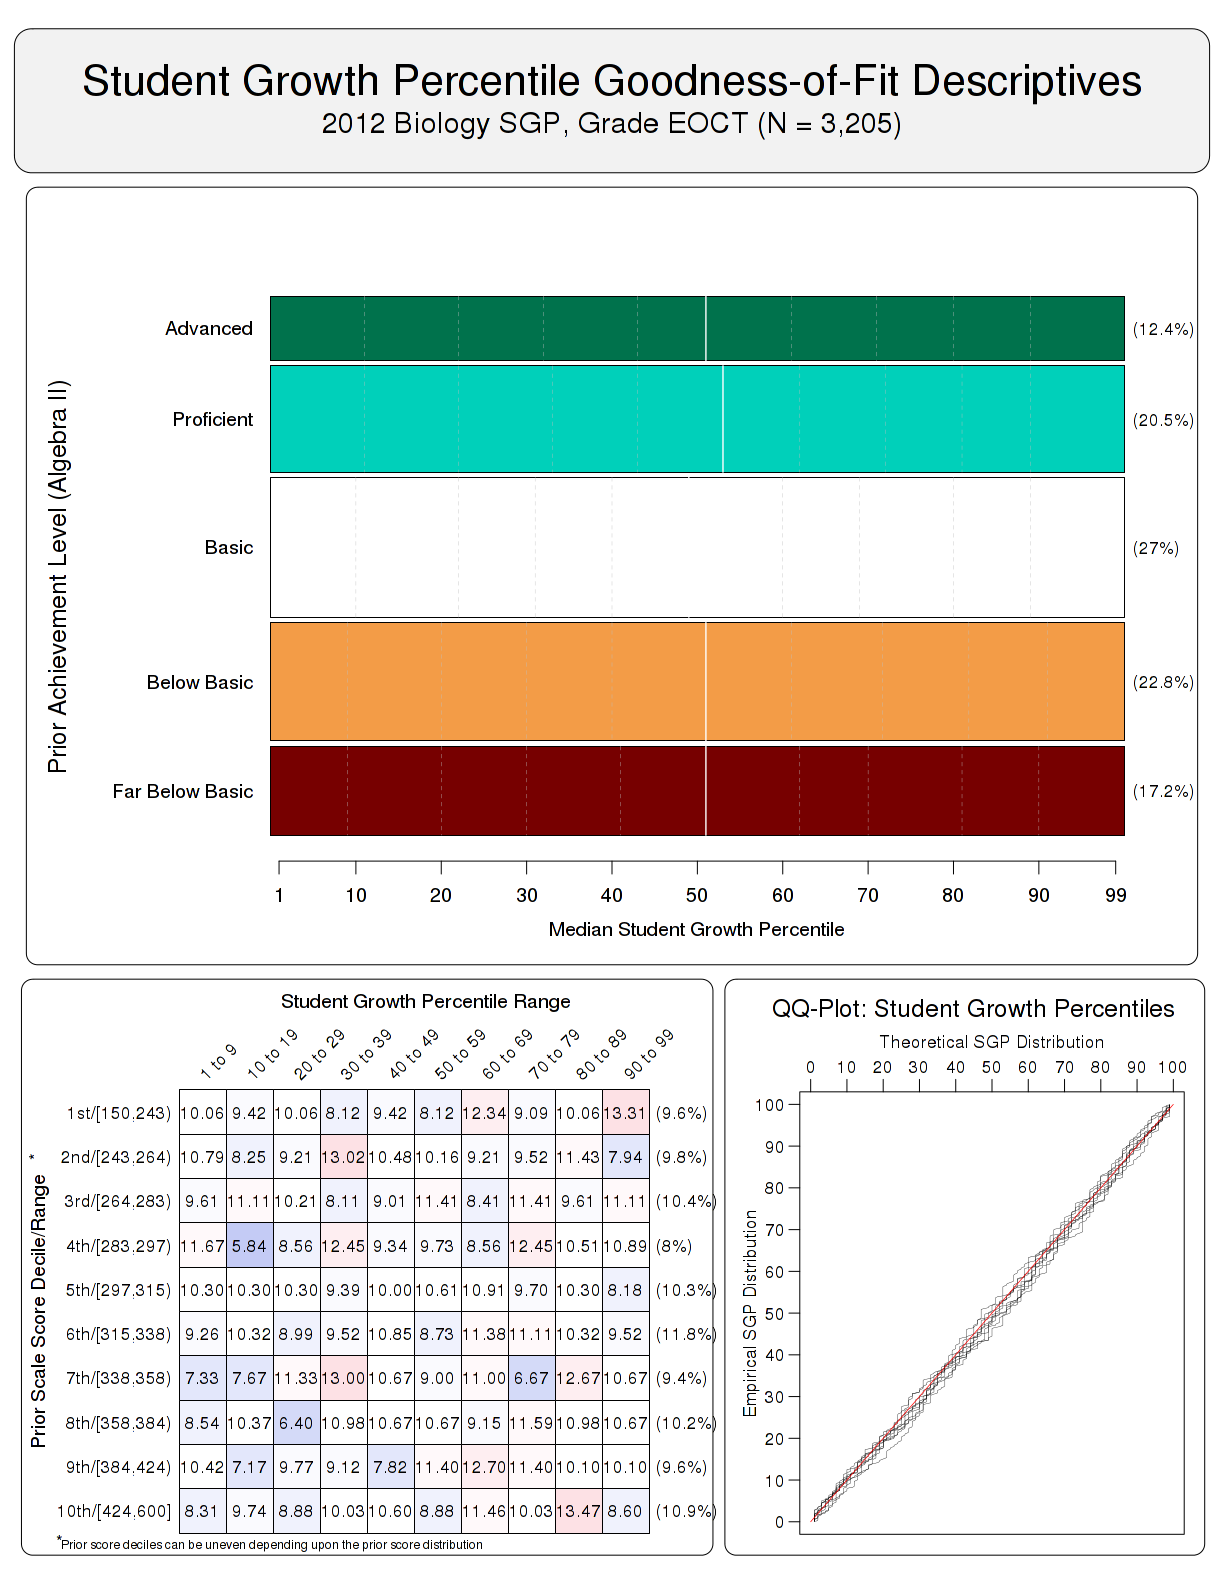 Student Growth Percentile Goodness-of-Fit Descriptives
2012 Biology SGP, Grade EOCT (N = 3,205)
Prior Achievement Level (Algebra II)
Advanced (12.4%)
Proficient (20.5%)
Basic (27%)
Below Basic (22.8%)
Far Below Basic (17.2%)
1 10 20 30 40 50 60 70 80 90 99
Median Student Growth Percentile
Student Growth Percentile Range
1 to 9 10 to 19 20 to 29 30 to 39 40 to 49 50 to 59 60 to 69 70 to 79 80 to 89 90 to 99
Prior Scale Score Decile/Range *
1st/[150,243) 10.06 9.42 10.06 8.12 9.42 8.12 12.34 9.09 10.06 13.31 (9.6%)
2nd/[243,264) 10.79 8.25 9.21 13.02 10.48 10.16 9.21 9.52 11.43 7.94 (9.8%)
3rd/[264,283) 9.61 11.11 10.21 8.11 9.01 11.41 8.41 11.41 9.61 11.11 (10.4%)
4th/[283,297) 11.67 5.84 8.56 12.45 9.34 9.73 8.56 12.45 10.51 10.89 (8%)
5th/[297,315) 10.30 10.30 10.30 9.39 10.00 10.61 10.91 9.70 10.30 8.18 (10.3%)
6th/[315,338) 9.26 10.32 8.99 9.52 10.85 8.73 11.38 11.11 10.32 9.52 (11.8%)
7th/[338,358) 7.33 7.67 11.33 13.00 10.67 9.00 11.00 6.67 12.67 10.67 (9.4%)
8th/[358,384) 8.54 10.37 6.40 10.98 10.67 10.67 9.15 11.59 10.98 10.67 (10.2%)
9th/[384,424) 10.42 7.17 9.77 9.12 7.82 11.40 12.70 11.40 10.10 10.10 (9.6%)
10th/[424,600] 8.31 9.74 8.88 10.03 10.60 8.88 11.46 10.03 13.47 8.60 (10.9%)
*Prior score deciles can be uneven depending upon the prior score distribution
QQ-Plot: Student Growth Percentiles
Theoretical SGP Distribution
0 10 20 30 40 50 60 70 80 90 100
Empirical SGP Distribution
100
90
80
70
60
50
40
30
20
10
0